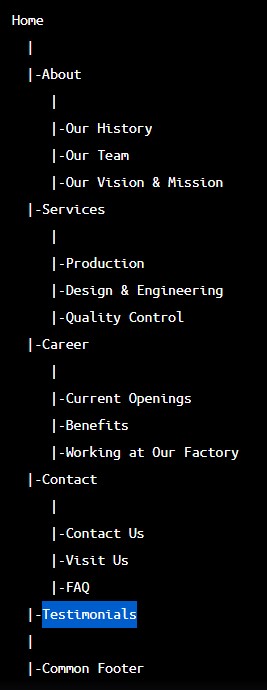 Home
|
|-About
|
|-Our History
|-Our Team
|-Our Vision & Mission
|-Services
|
|-Production
|-Design & Engineering
|-Quality Control
|-Career
|
|-Current Openings
|-Benefits
|-Working at Our Factory
|-Contact
|
|-Contact Us
|-Visit Us
|-FAQ
|-Testimonials
|
|-Common Footer